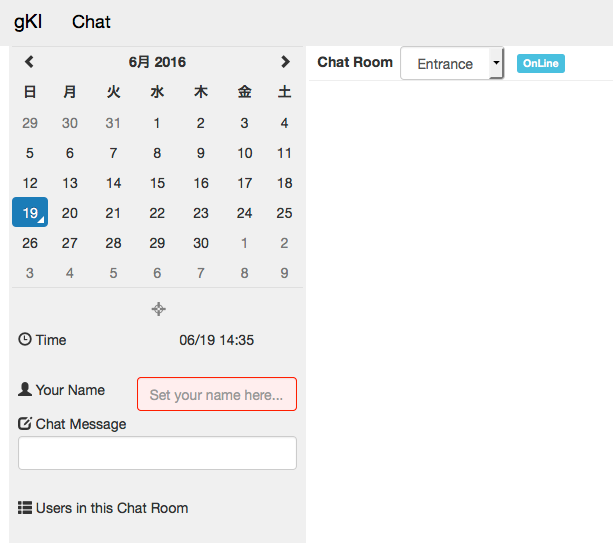 gKI Chat
6月 2016
日 月 火 水 木 金 土
29 30 31 1 2 3 4
5 6 7 8 9 10 11
12 13 14 15 16 17 18
19 20 21 22 23 24 25
26 27 28 29 30 1 2
3 4 5 6 7 8 9
Time 06/19 14:35
Your Name Set your name here...
Chat Message
Users in this Chat Room
Chat Room Entrance OnLine